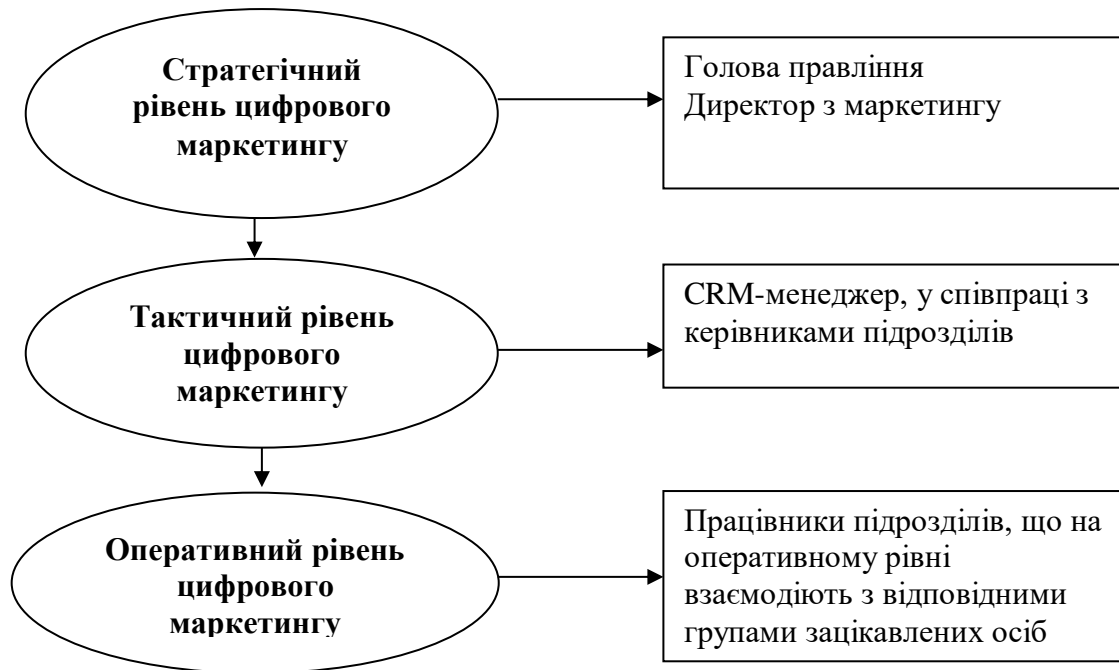 Стратегічний
рівень цифрового
маркетингу
Голова правління
Директор з маркетингу
Тактичний рівень
цифрового
маркетингу
CRM-менеджер, у співпраці з
керівниками підрозділів
Оперативний рівень
цифрового
маркетингу
Працівники підрозділів, що на
оперативному рівні
взаємодіють з відповідними
групами зацікавлених осіб